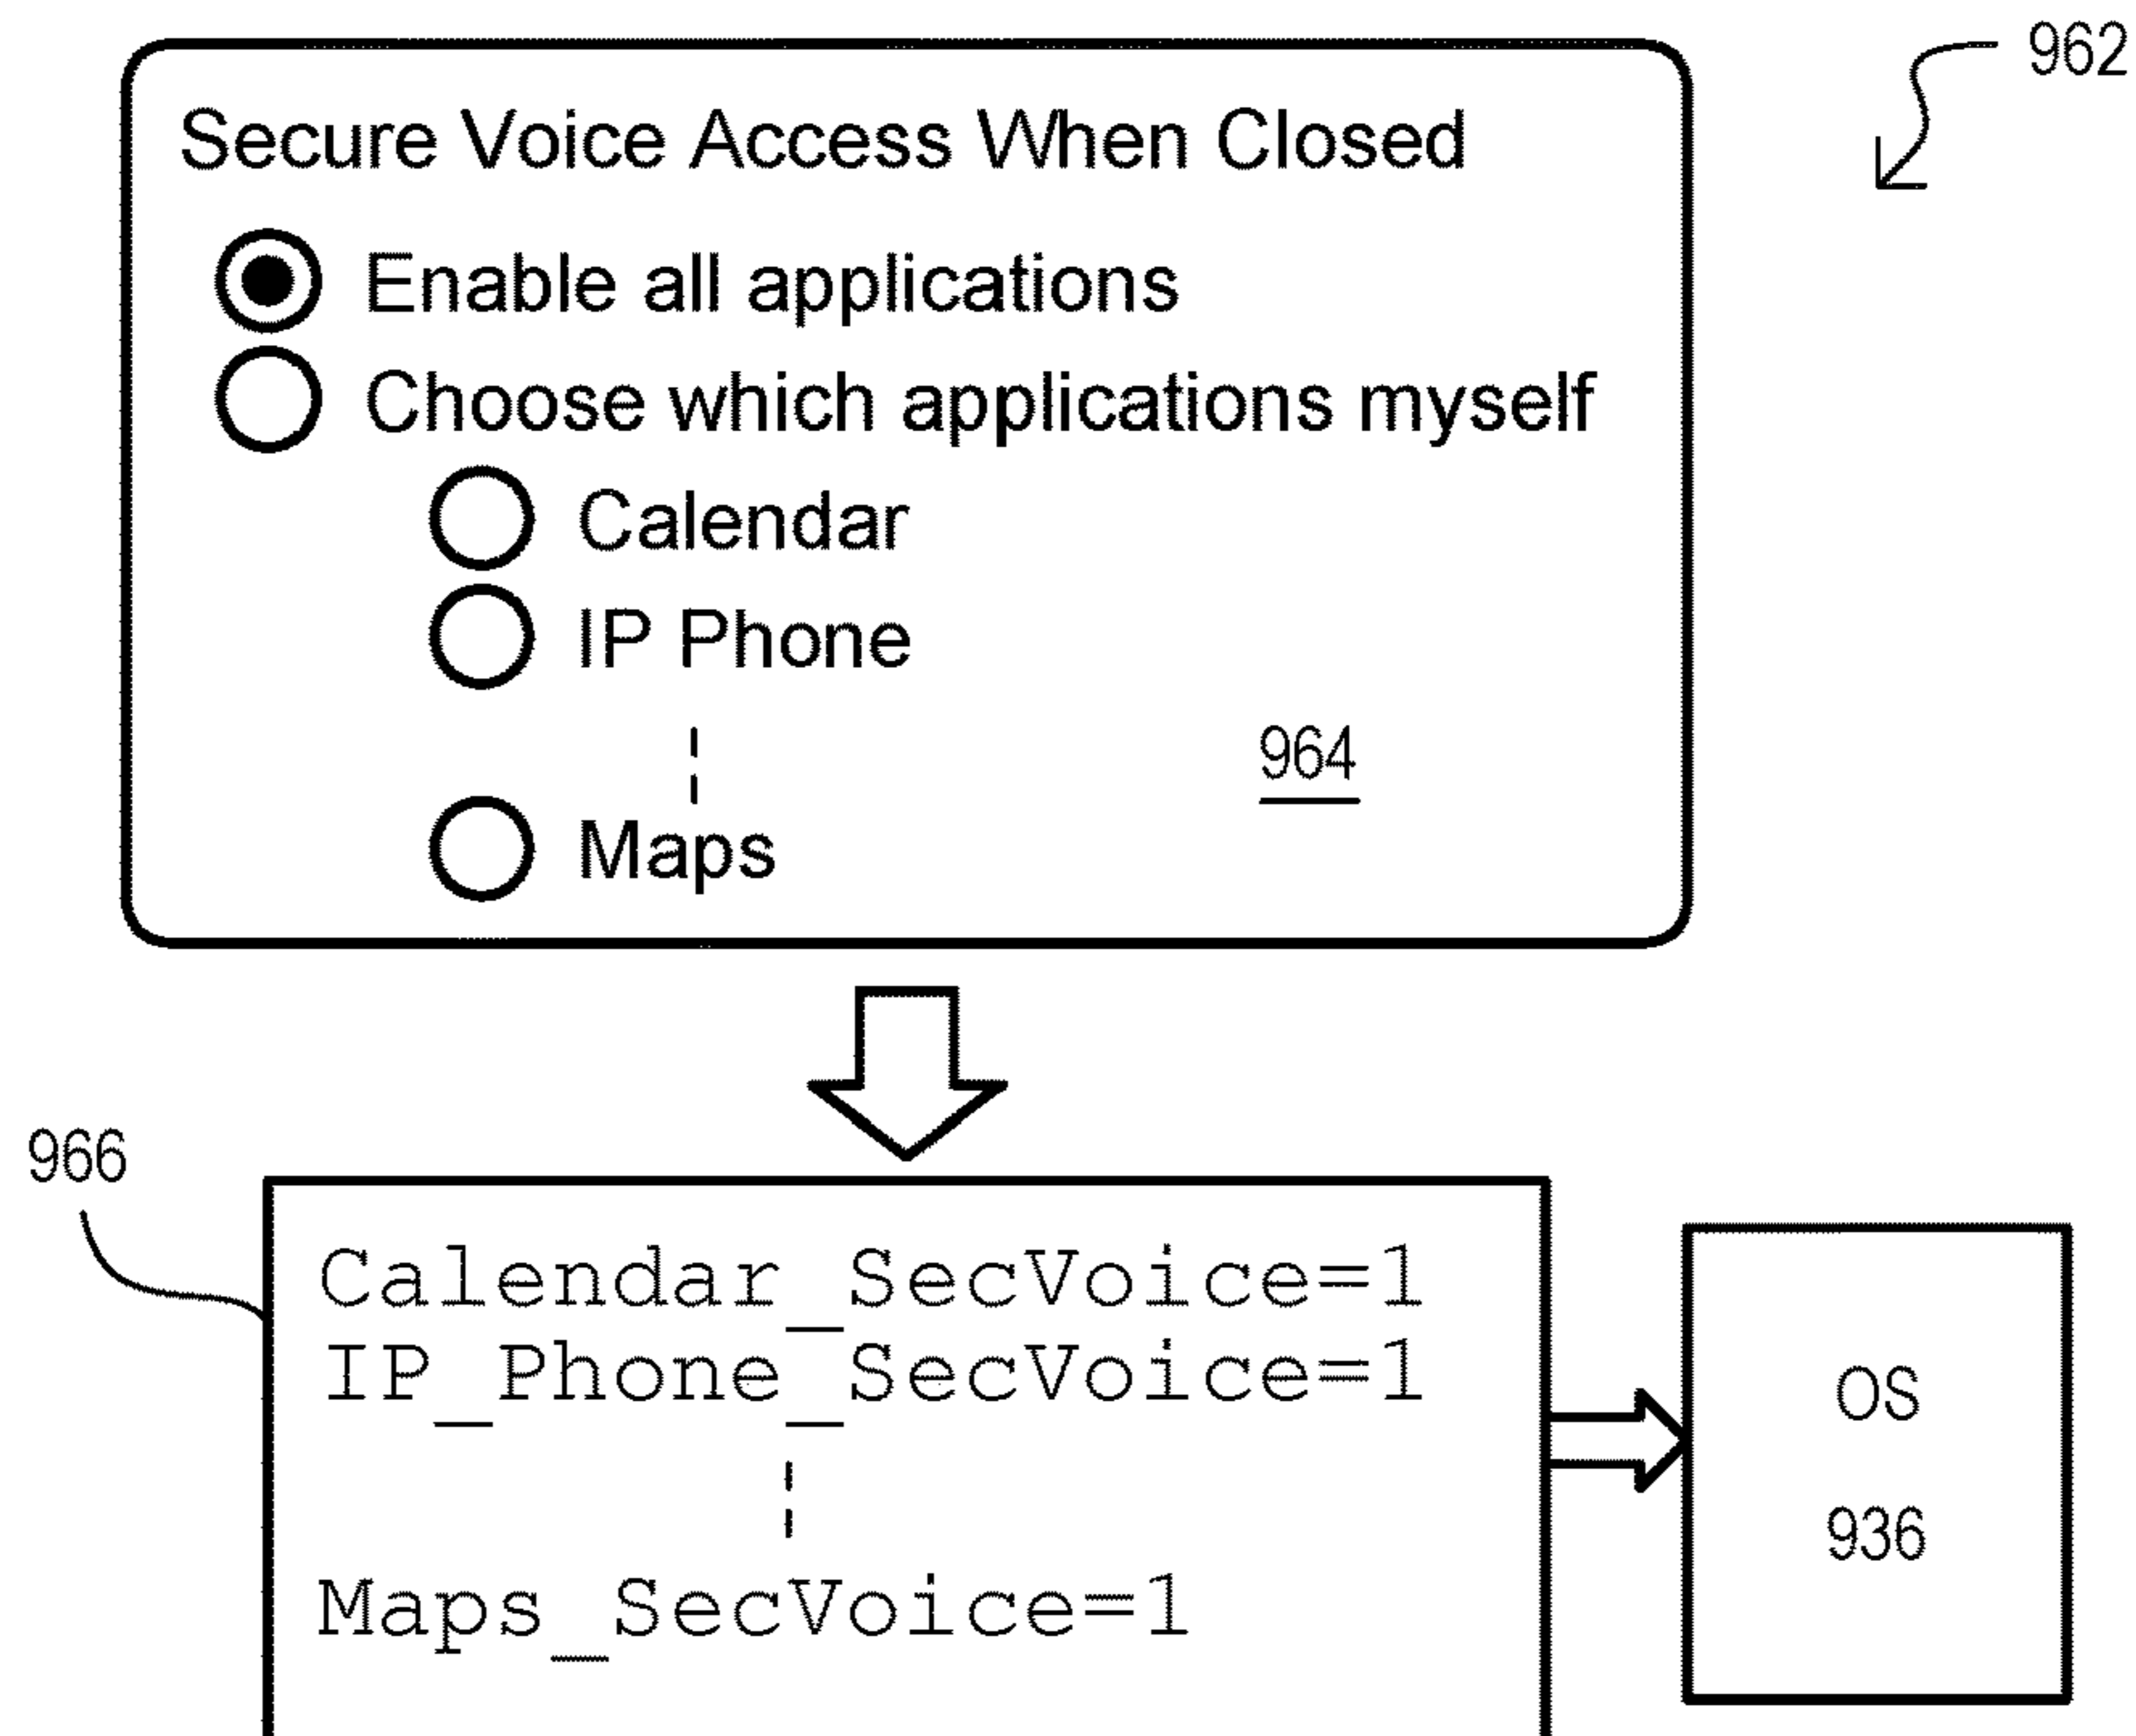 962
Secure Voice Access When Closed
Enable all applications
Choose which applications myself
Calendar
IP Phone
964
Maps
966
Calendar_SecVoice=1
IP_Phone_SecVoice=1
Maps_SecVoice=1
OS
936